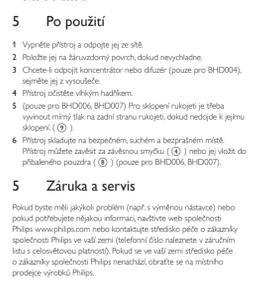 5 Po použití
1 Vypněte přístroj a odpojte jej ze sítě.
2 Položte jej na žáruvzdorný povrch, dokud nevychladne.
3 Chcete-li odpojit koncentrátor nebo difuzér (pouze pro BHD004),
sejměte jej z vysoušeče.
4 Přístroj očistěte vlhkým hadříkem.
5 (pouze pro BHD006, BHD007) Pro sklopení rukojeti je třeba
vyvinout mírný tlak na zadní stranu rukojeti, dokud nedojde k jejímu
sklopení. ( ⑨ ).
6 Přístroj skladujte na bezpečném, suchém a bezprašném místě.
Přístroj můžete zavěsit za závěsnou smyčku ( ④ ) nebo jej vložit do
přibaleného pouzdra ( ⑧ ) (pouze pro BHD006, BHD007).
5 Záruka a servis
Pokud byste měli jakýkoli problém (např. s výměnou nástavce) nebo
pokud potřebujete nějakou informaci, navštivte web společnosti
Philips www.philips.com nebo kontaktujte středisko péče o zákazníky
společnosti Philips ve vaší zemi (telefonní číslo naleznete v záručním
listu s celosvětovou platností). Pokud se ve vaší zemi středisko péče
o zákazníky společnosti Philips nenachází, obraťte se na místního
prodejce výrobků Philips.